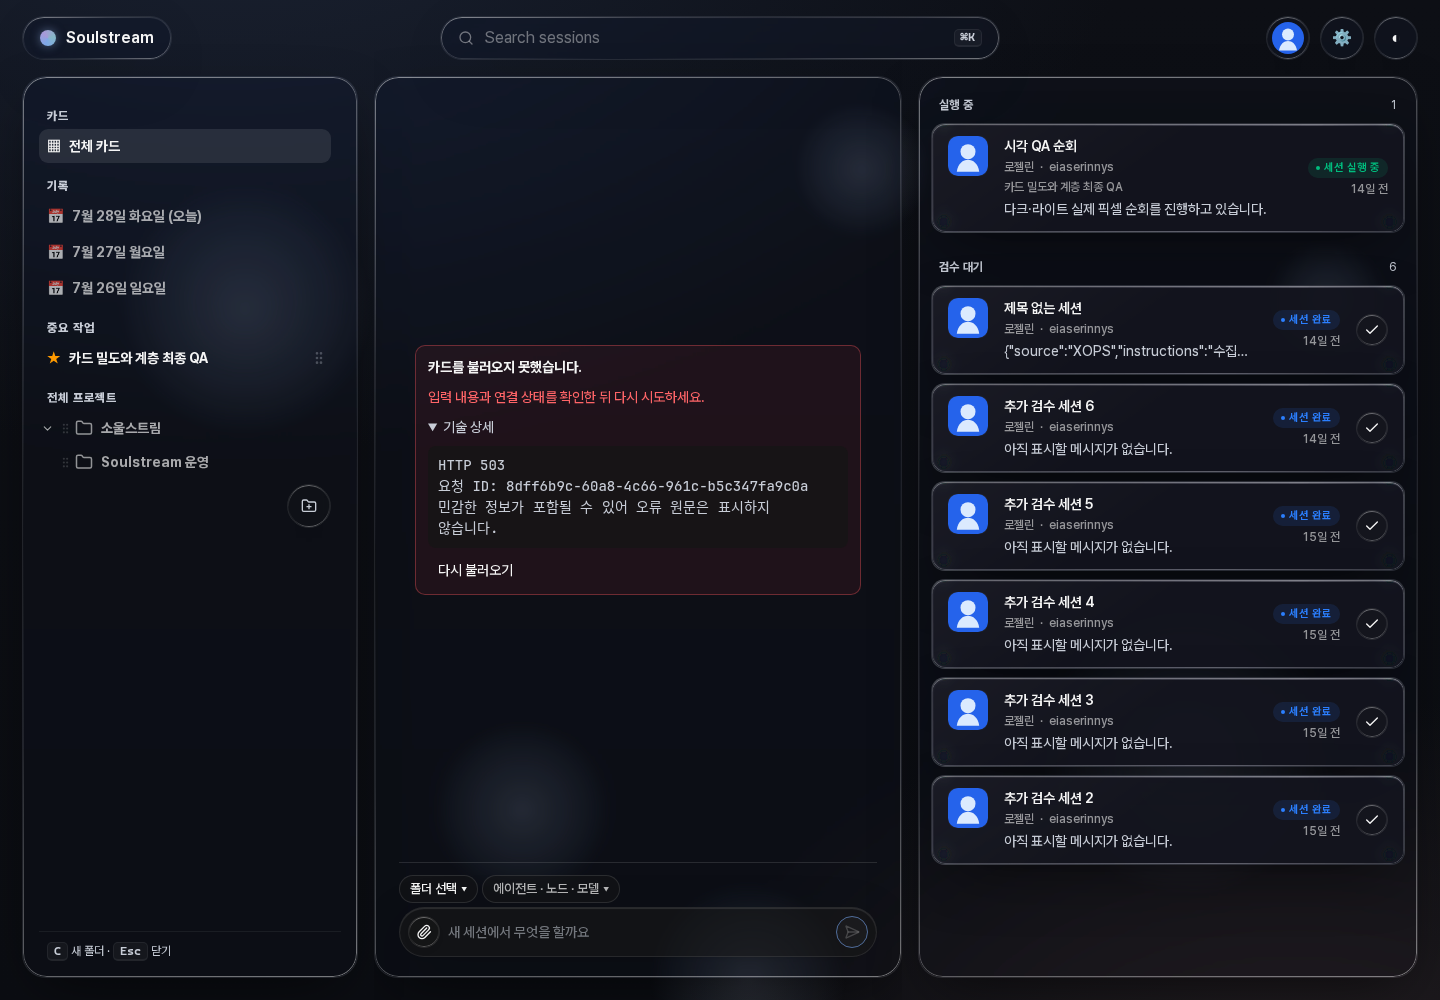 Soulstream
Search sessions
⌘K
카드
전체 카드
기록
7월 28일 화요일 (오늘)
7월 27일 월요일
7월 26일 일요일
중요 작업
카드 밀도와 계층 최종 QA
전체 프로젝트
소울스트림
Soulstream 운영
C 새 폴더 · Esc 닫기
카드를 불러오지 못했습니다.
입력 내용과 연결 상태를 확인한 뒤 다시 시도하세요.
▼ 기술 상세
HTTP 503
요청 ID: 8dff6b9c-60a8-4c66-961c-b5c347fa9c0a
민감한 정보가 포함될 수 있어 오류 원문은 표시하지
않습니다.
다시 불러오기
폴더 선택 ▾
에이전트 · 노드 · 모델 ▾
새 세션에서 무엇을 할까요
실행 중
1
시각 QA 순회
로젤린 · eiaserinnys
카드 밀도와 계층 최종 QA
다크·라이트 실제 픽셀 순회를 진행하고 있습니다.
세션 실행 중
14일 전
검수 대기
6
제목 없는 세션
로젤린 · eiaserinnys
{"source":"XOPS","instructions":"수집...
세션 완료
14일 전
추가 검수 세션 6
로젤린 · eiaserinnys
아직 표시할 메시지가 없습니다.
세션 완료
14일 전
추가 검수 세션 5
로젤린 · eiaserinnys
아직 표시할 메시지가 없습니다.
세션 완료
15일 전
추가 검수 세션 4
로젤린 · eiaserinnys
아직 표시할 메시지가 없습니다.
세션 완료
15일 전
추가 검수 세션 3
로젤린 · eiaserinnys
아직 표시할 메시지가 없습니다.
세션 완료
15일 전
추가 검수 세션 2
로젤린 · eiaserinnys
아직 표시할 메시지가 없습니다.
세션 완료
15일 전